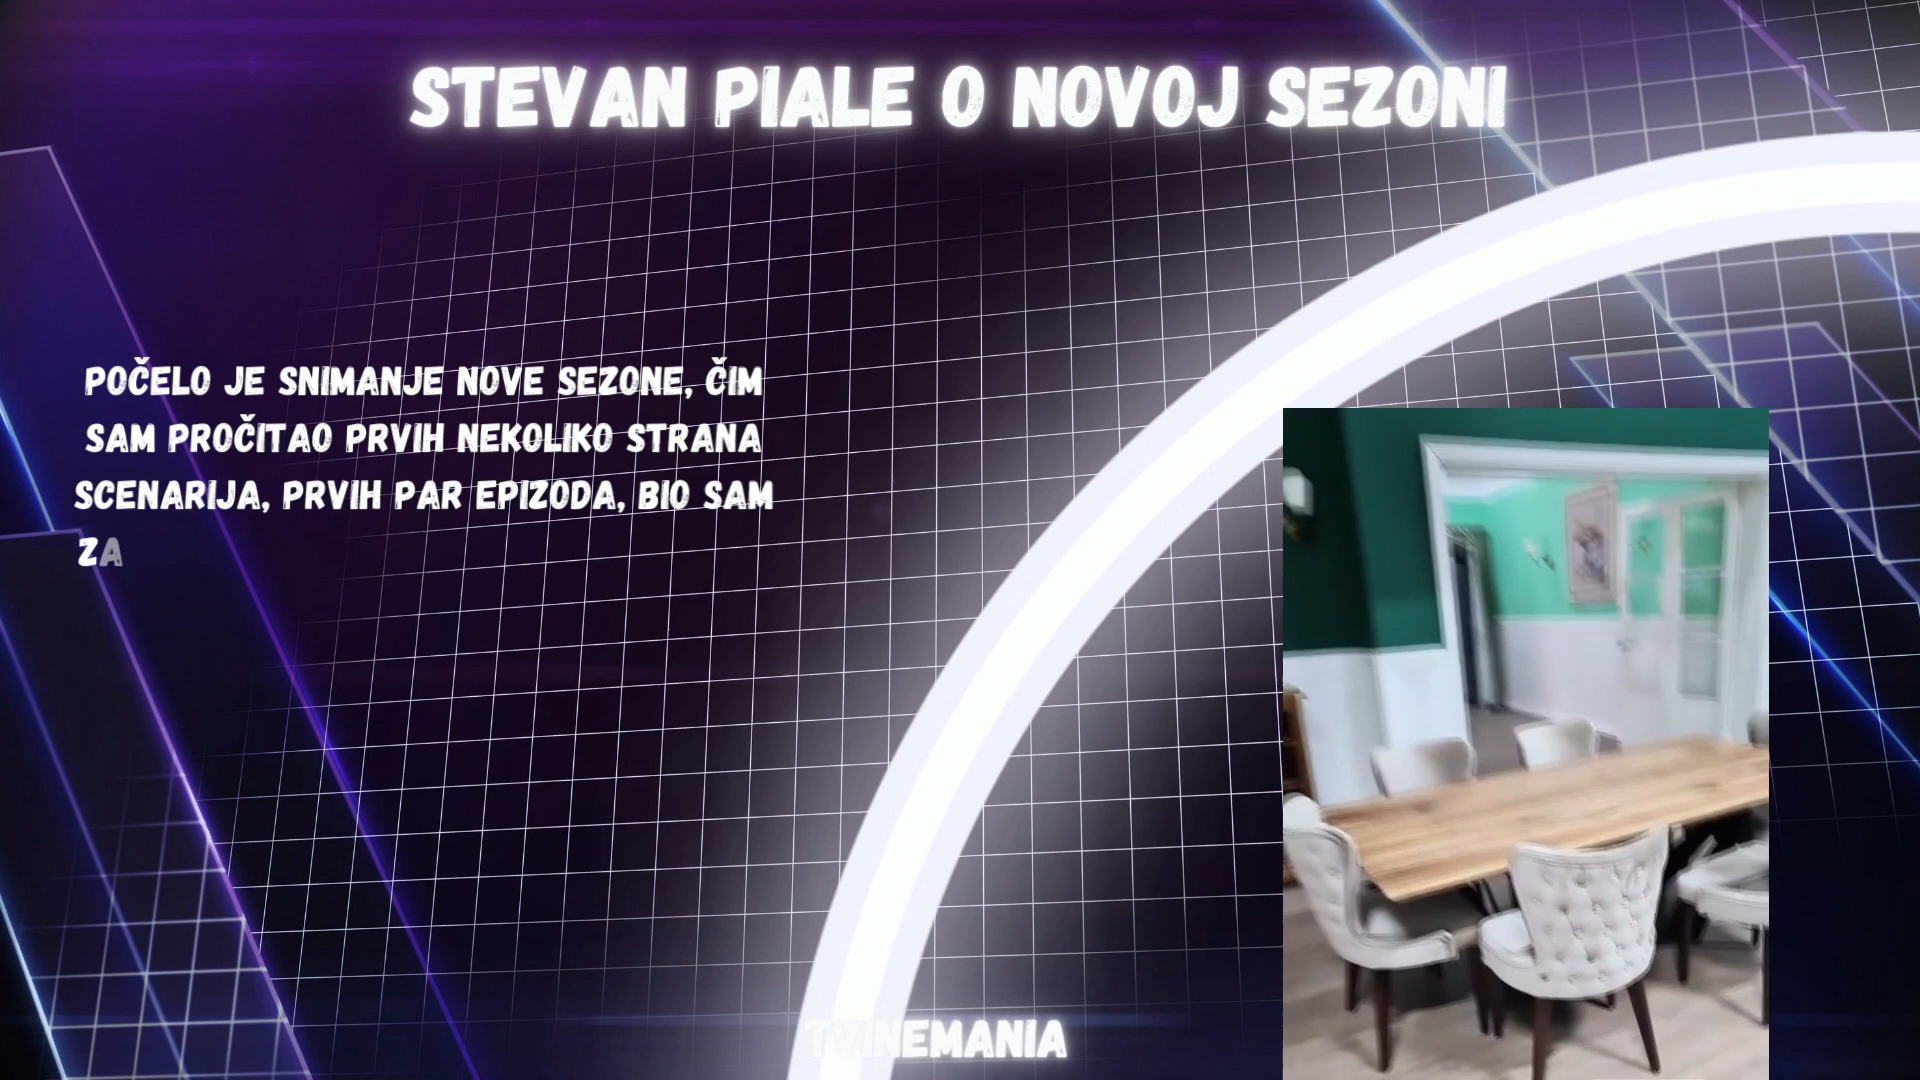 STEVAN PIALE O NOVOJ SEZONI
POČELO JE SNIMANJE NOVE SEZONE, ČIM
SAM PROČITAO PRVIH NEKOLIKO STRANA
SCENARIJA, PRVIH PAR EPIZODA, BIO SAM
ZA
TVINEMANIA